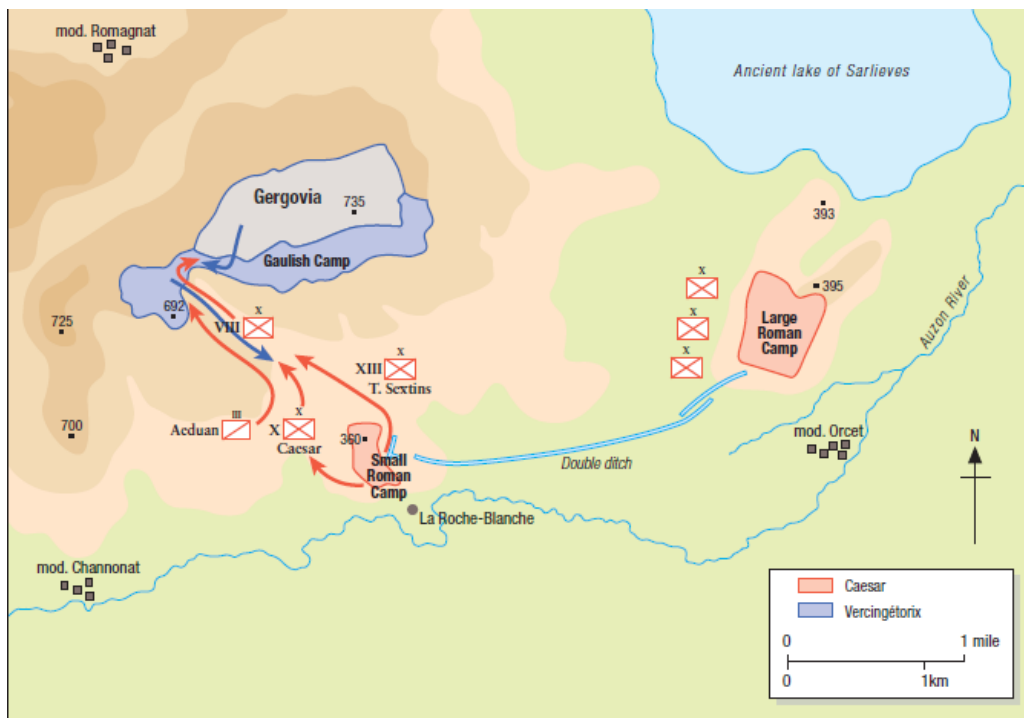 mod. Romagnat
Ancient lake of Sarlieves
Gergovia
735
393
Gaulish Camp
395
692
x
x
725
VIII
x
Large
Roman
Camp
Auzon River
x
x
XIII
T. Sextins
III
x
700
Aeduan
X
360
mod. Orcet
N
Caesar
Small
Roman
Camp
Double ditch
La Roche-Blanche
mod. Channonat
Caesar
Vercingétorix
0
1 mile
0
1km